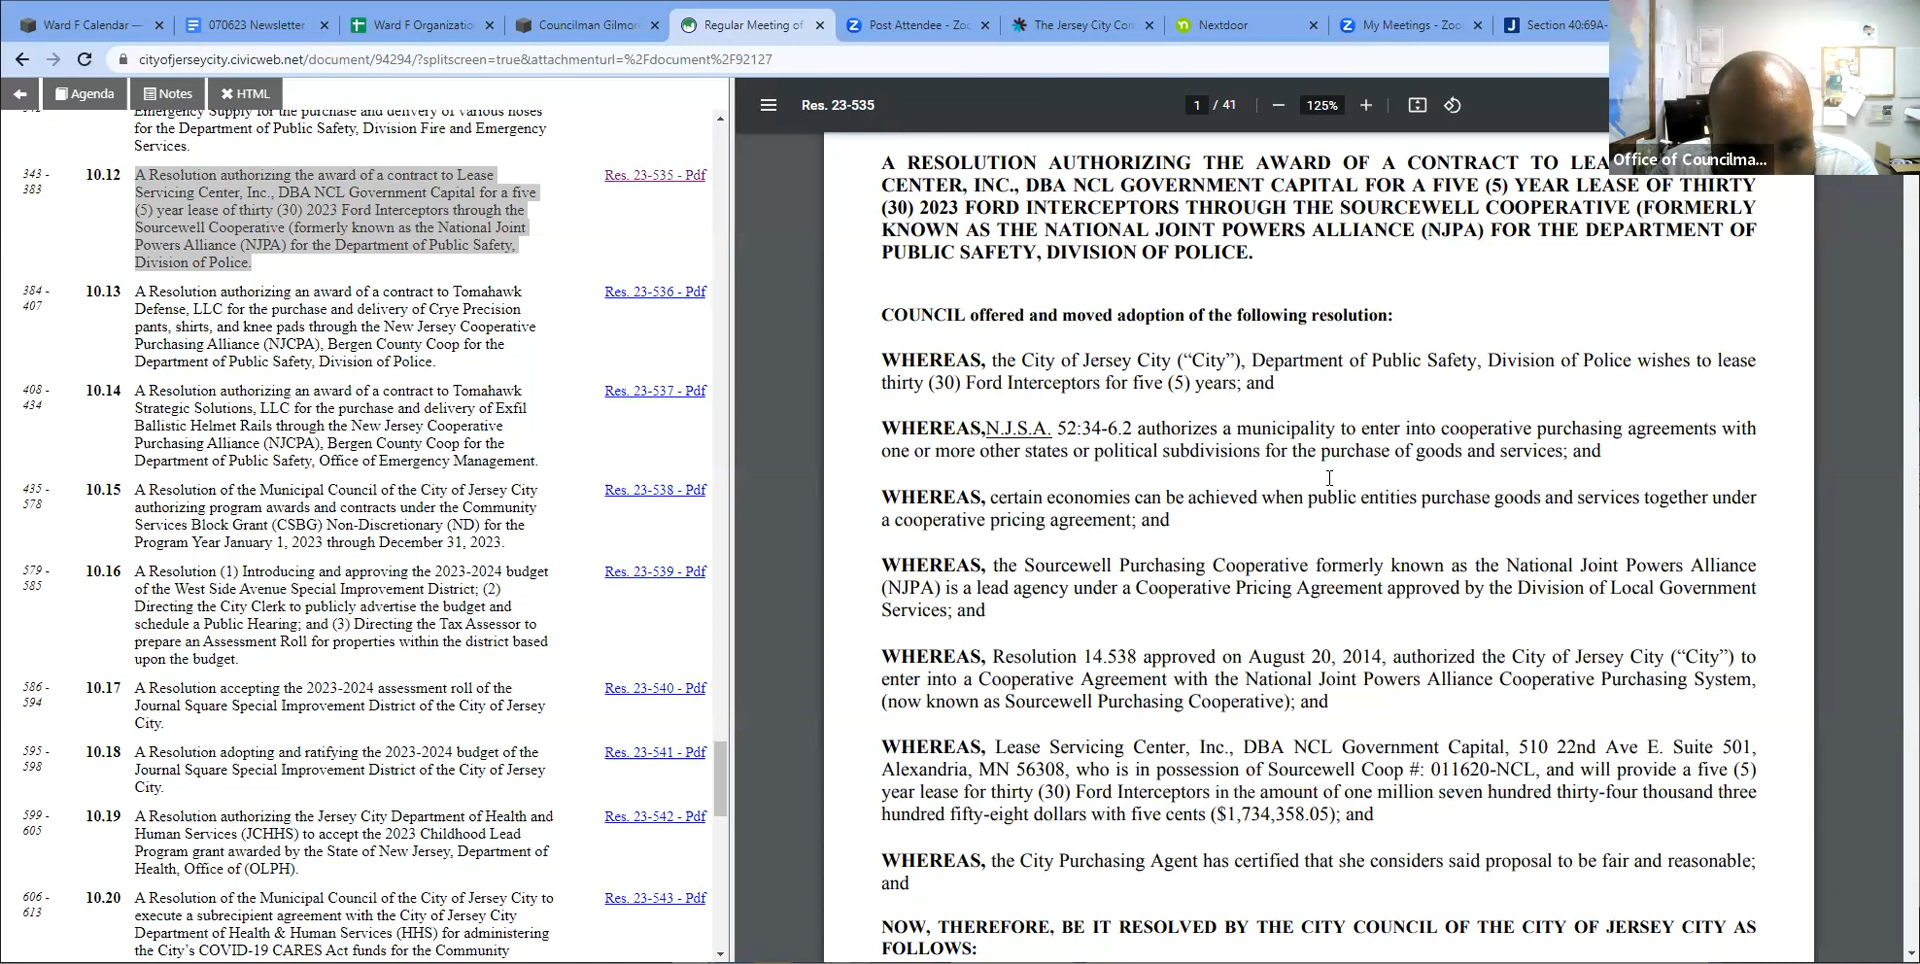 Ward F Calendar —
070623 Newsletter
Ward F Organizatio
Councilman Gilmor
Regular Meeting of
Post Attendee - Zoo
The Jersey City Con
Nextdoor
My Meetings - Zoo
Section 40:69A-
cityofjerseycity.civicweb.net/document/94294/?splitscreen=true&attachmenturl=%2Fdocument%2F92127
Agenda
Notes
HTML
Emergency Supply for the purchase and delivery of various hoses
for the Department of Public Safety, Division Fire and Emergency
Services.
343 -
383
10.12
A Resolution authorizing the award of a contract to Lease
Servicing Center, Inc., DBA NCL Government Capital for a five
(5) year lease of thirty (30) 2023 Ford Interceptors through the
Sourcewell Cooperative (formerly known as the National Joint
Powers Alliance (NJPA) for the Department of Public Safety,
Division of Police.
Res. 23-535 - Pdf
384 -
407
10.13
A Resolution authorizing an award of a contract to Tomahawk
Defense, LLC for the purchase and delivery of Crye Precision
pants, shirts, and knee pads through the New Jersey Cooperative
Purchasing Alliance (NJCPA), Bergen County Coop for the
Department of Public Safety, Division of Police.
Res. 23-536 - Pdf
408 -
434
10.14
A Resolution authorizing an award of a contract to Tomahawk
Strategic Solutions, LLC for the purchase and delivery of Exfil
Ballistic Helmet Rails through the New Jersey Cooperative
Purchasing Alliance (NJCPA), Bergen County Coop for the
Department of Public Safety, Office of Emergency Management.
Res. 23-537 - Pdf
435 -
578
10.15
A Resolution of the Municipal Council of the City of Jersey City
authorizing program awards and contracts under the Community
Services Block Grant (CSBG) Non-Discretionary (ND) for the
Program Year January 1, 2023 through December 31, 2023.
Res. 23-538 - Pdf
579 -
585
10.16
A Resolution (1) Introducing and approving the 2023-2024 budget
of the West Side Avenue Special Improvement District; (2)
Directing the City Clerk to publicly advertise the budget and
schedule a Public Hearing; and (3) Directing the Tax Assessor to
prepare an Assessment Roll for properties within the district based
upon the budget.
Res. 23-539 - Pdf
586 -
594
10.17
A Resolution accepting the 2023-2024 assessment roll of the
Journal Square Special Improvement District of the City of Jersey
City.
Res. 23-540 - Pdf
595 -
598
10.18
A Resolution adopting and ratifying the 2023-2024 budget of the
Journal Square Special Improvement District of the City of Jersey
City.
Res. 23-541 - Pdf
599 -
605
10.19
A Resolution authorizing the Jersey City Department of Health and
Human Services (JCHHS) to accept the 2023 Childhood Lead
Program grant awarded by the State of New Jersey, Department of
Health, Office of (OLPH).
Res. 23-542 - Pdf
606 -
613
10.20
A Resolution of the Municipal Council of the City of Jersey City to
execute a subrecipient agreement with the City of Jersey City
Department of Health & Human Services (HHS) for administering
the City's COVID-19 CARES Act funds for the Community
Res. 23-543 - Pdf
Res. 23-535
1 / 41
125%
Office of Councilma...
A RESOLUTION AUTHORIZING THE AWARD OF A CONTRACT TO LEA
CENTER, INC., DBA NCL GOVERNMENT CAPITAL FOR A FIVE (5) YEAR LEASE OF THIRTY
(30) 2023 FORD INTERCEPTORS THROUGH THE SOURCEWELL COOPERATIVE (FORMERLY
KNOWN AS THE NATIONAL JOINT POWERS ALLIANCE (NJPA) FOR THE DEPARTMENT OF
PUBLIC SAFETY, DIVISION OF POLICE.
COUNCIL offered and moved adoption of the following resolution:
WHEREAS, the City of Jersey City (“City”), Department of Public Safety, Division of Police wishes to lease
thirty (30) Ford Interceptors for five (5) years; and
WHEREAS,N.J.S.A. 52:34-6.2 authorizes a municipality to enter into cooperative purchasing agreements with
one or more other states or political subdivisions for the purchase of goods and services; and
WHEREAS, certain economies can be achieved when public entities purchase goods and services together under
a cooperative pricing agreement; and
WHEREAS, the Sourcewell Purchasing Cooperative formerly known as the National Joint Powers Alliance
(NJPA) is a lead agency under a Cooperative Pricing Agreement approved by the Division of Local Government
Services; and
WHEREAS, Resolution 14.538 approved on August 20, 2014, authorized the City of Jersey City (“City”) to
enter into a Cooperative Agreement with the National Joint Powers Alliance Cooperative Purchasing System,
(now known as Sourcewell Purchasing Cooperative); and
WHEREAS, Lease Servicing Center, Inc., DBA NCL Government Capital, 510 22nd Ave E. Suite 501,
Alexandria, MN 56308, who is in possession of Sourcewell Coop #: 011620-NCL, and will provide a five (5)
year lease for thirty (30) Ford Interceptors in the amount of one million seven hundred thirty-four thousand three
hundred fifty-eight dollars with five cents ($1,734,358.05); and
WHEREAS, the City Purchasing Agent has certified that she considers said proposal to be fair and reasonable;
and
NOW, THEREFORE, BE IT RESOLVED BY THE CITY COUNCIL OF THE CITY OF JERSEY CITY AS
FOLLOWS: